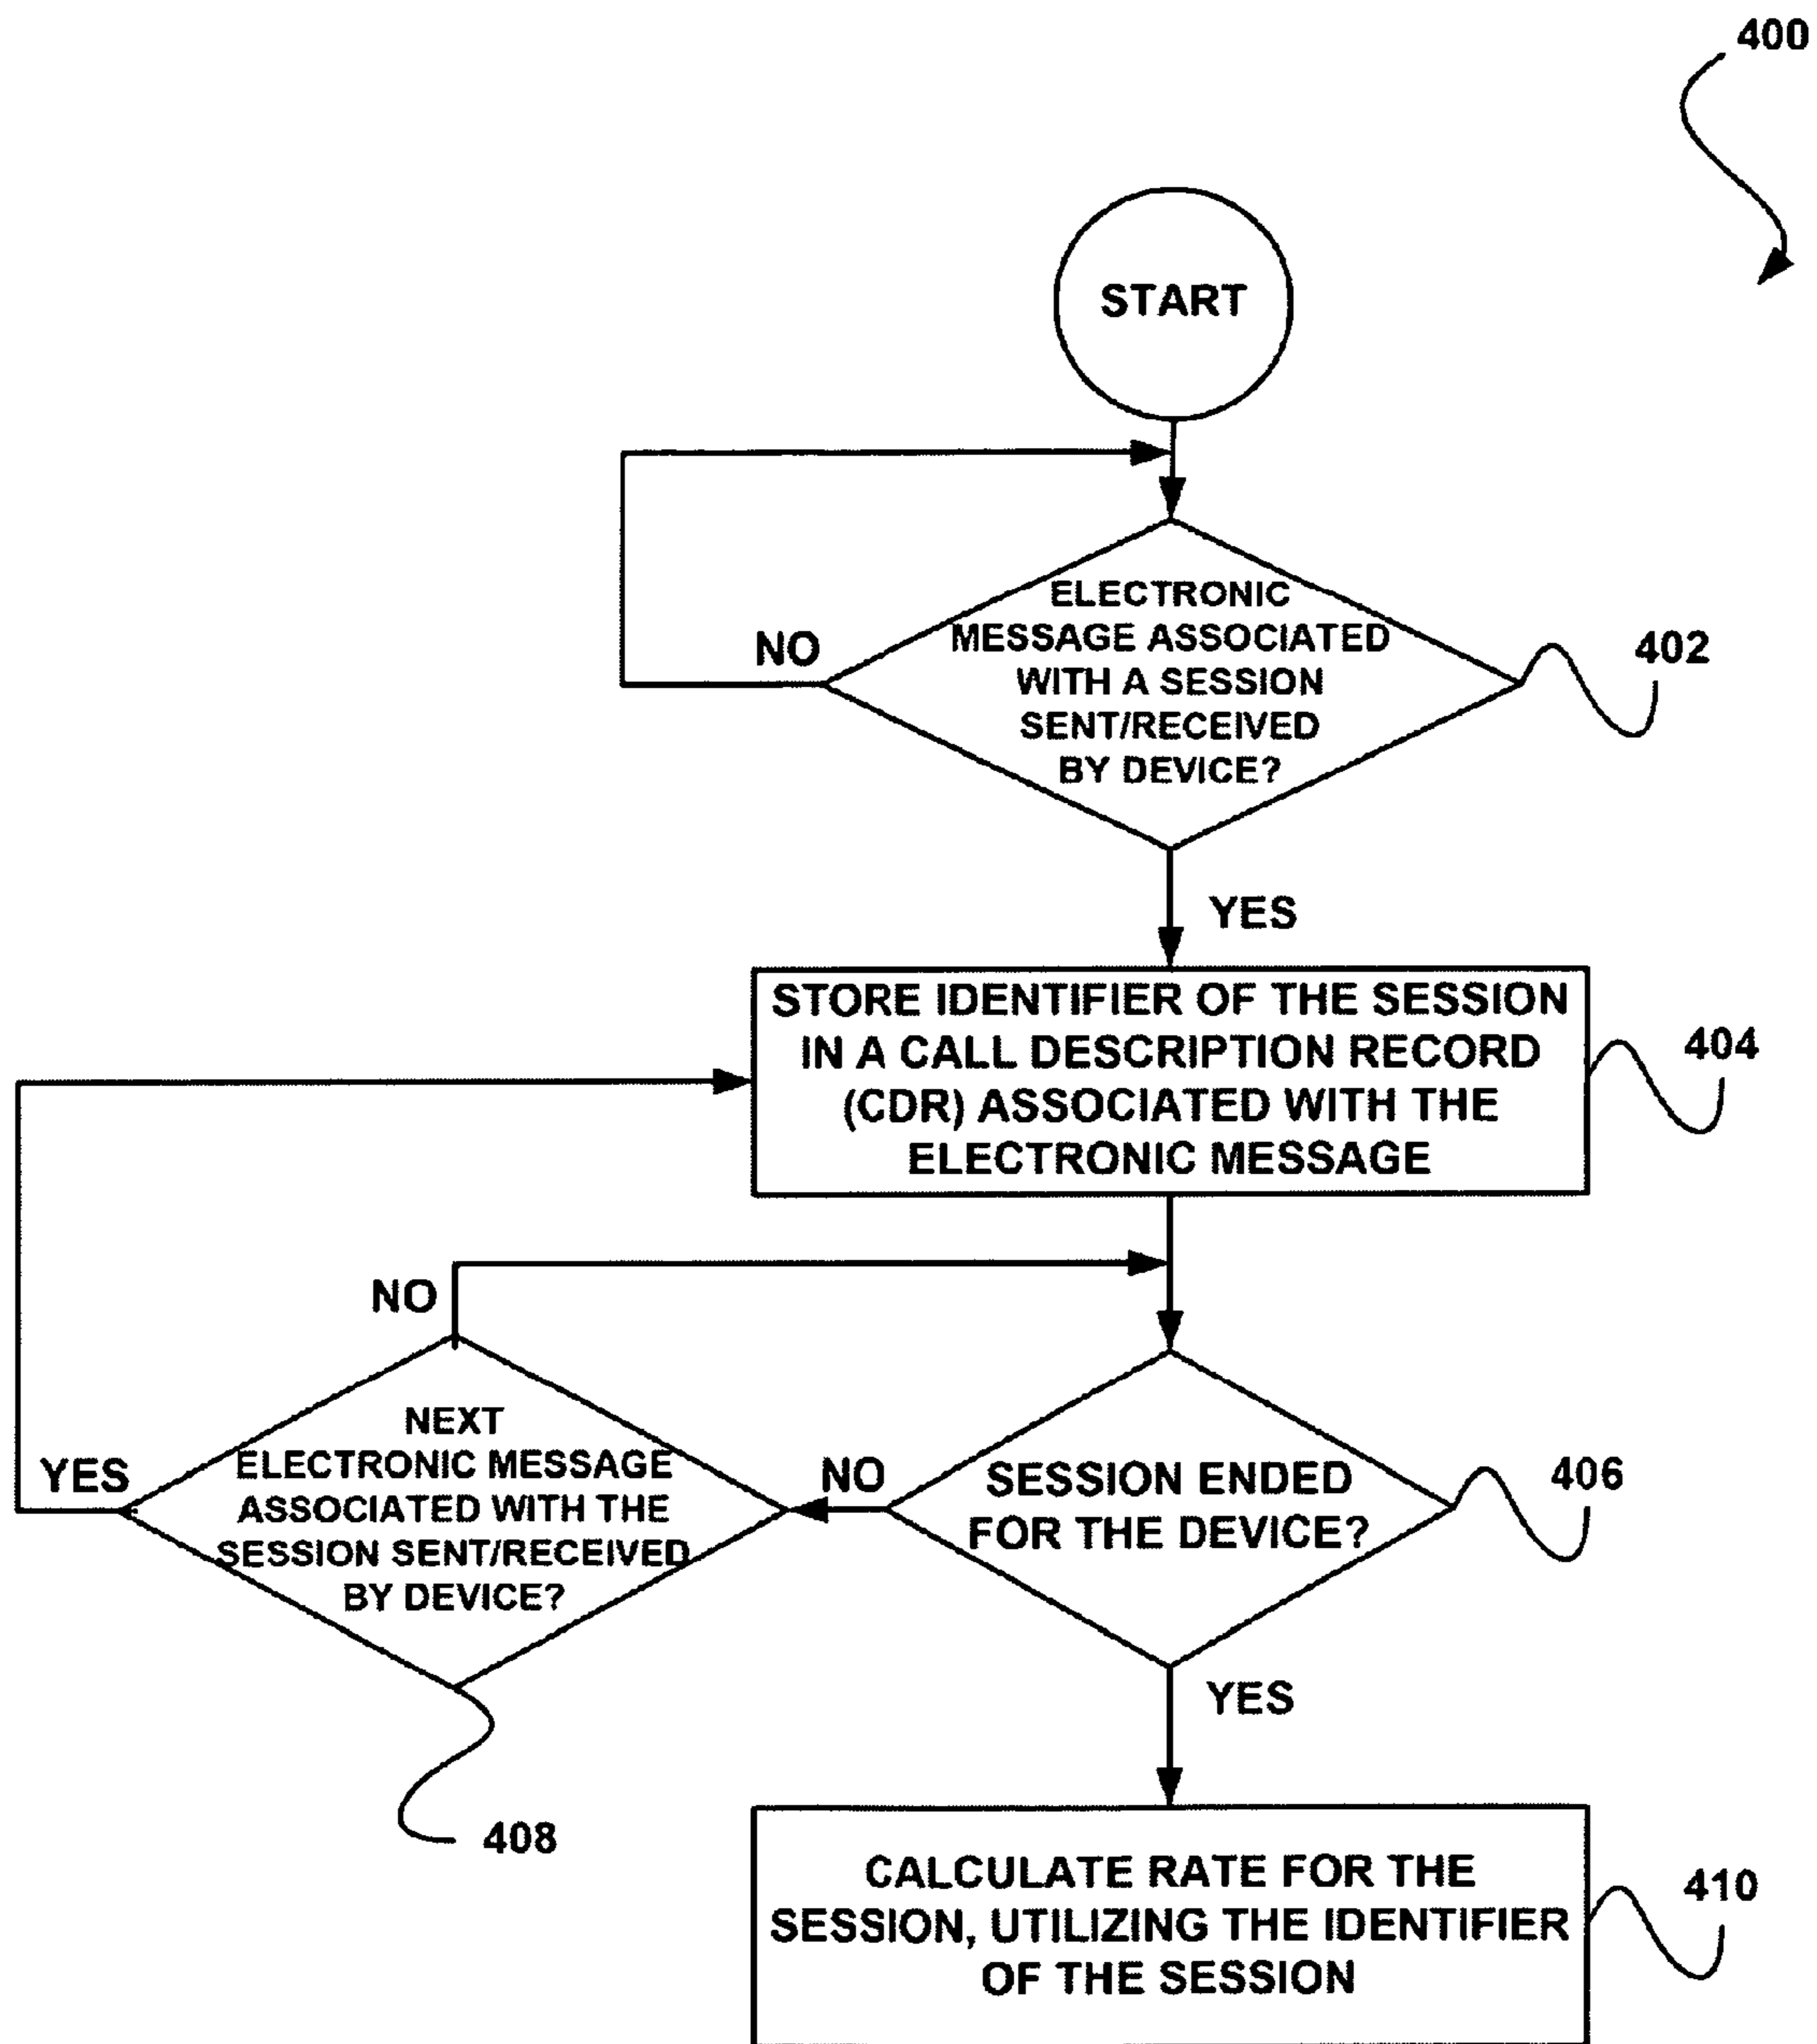 400
START
ELECTRONIC
MESSAGE ASSOCIATED
WITH A SESSION
SENT/RECEIVED
BY DEVICE?
NO
402
YES
STORE IDENTIFIER OF THE SESSION
IN A CALL DESCRIPTION RECORD
(CDR) ASSOCIATED WITH THE
ELECTRONIC MESSAGE
404
NO
NEXT
ELECTRONIC MESSAGE
ASSOCIATED WITH THE
SESSION SENT/RECEIVED
BY DEVICE?
YES
NO
SESSION ENDED
FOR THE DEVICE?
406
YES
408
CALCULATE RATE FOR THE
SESSION, UTILIZING THE IDENTIFIER
OF THE SESSION
410